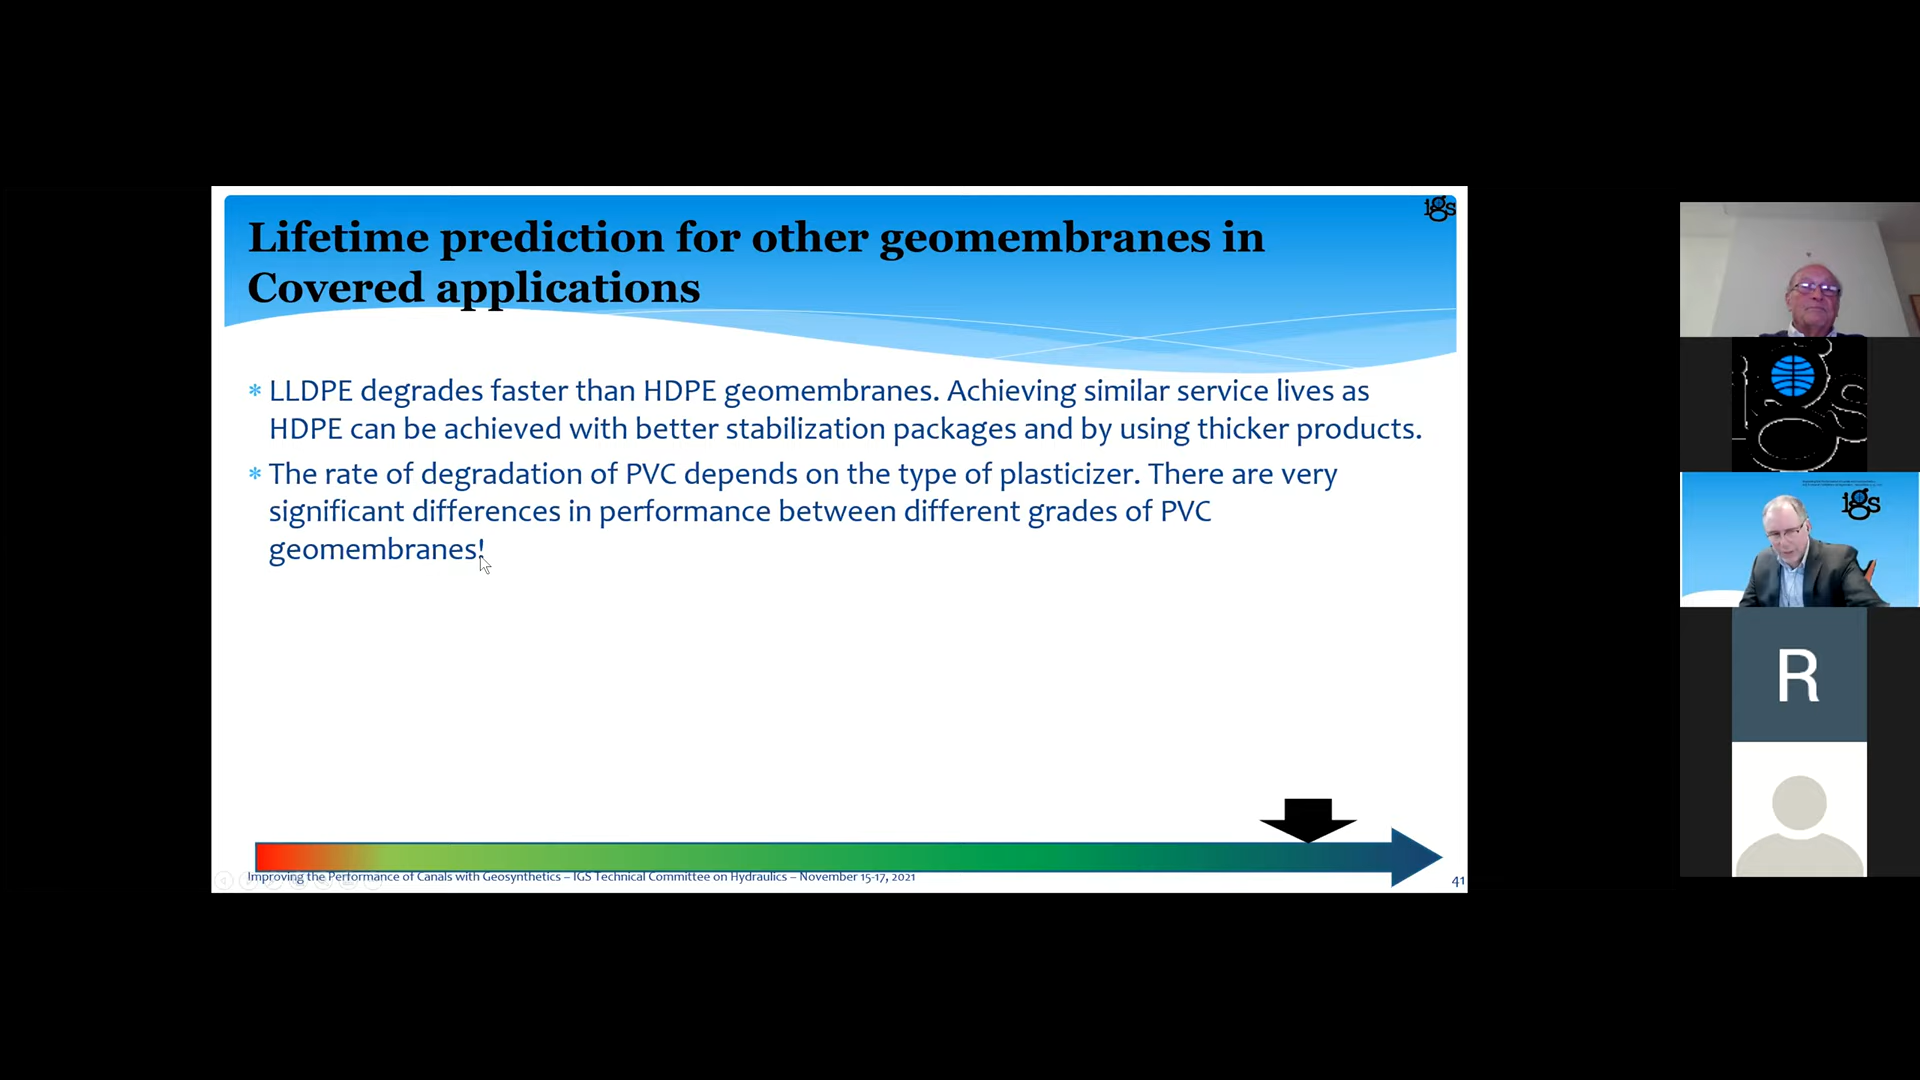 Lifetime prediction for other geomembranes in
Covered applications
igs
* LLDPE degrades faster than HDPE geomembranes. Achieving similar service lives as
HDPE can be achieved with better stabilization packages and by using thicker products.
* The rate of degradation of PVC depends on the type of plasticizer. There are very
significant differences in performance between different grades of PVC
geomembranes!
Improving the Performance of Canals with Geosynthetics – IGS Technical Committee on Hydraulics – November 15-17, 2021
41
igs
igs
R